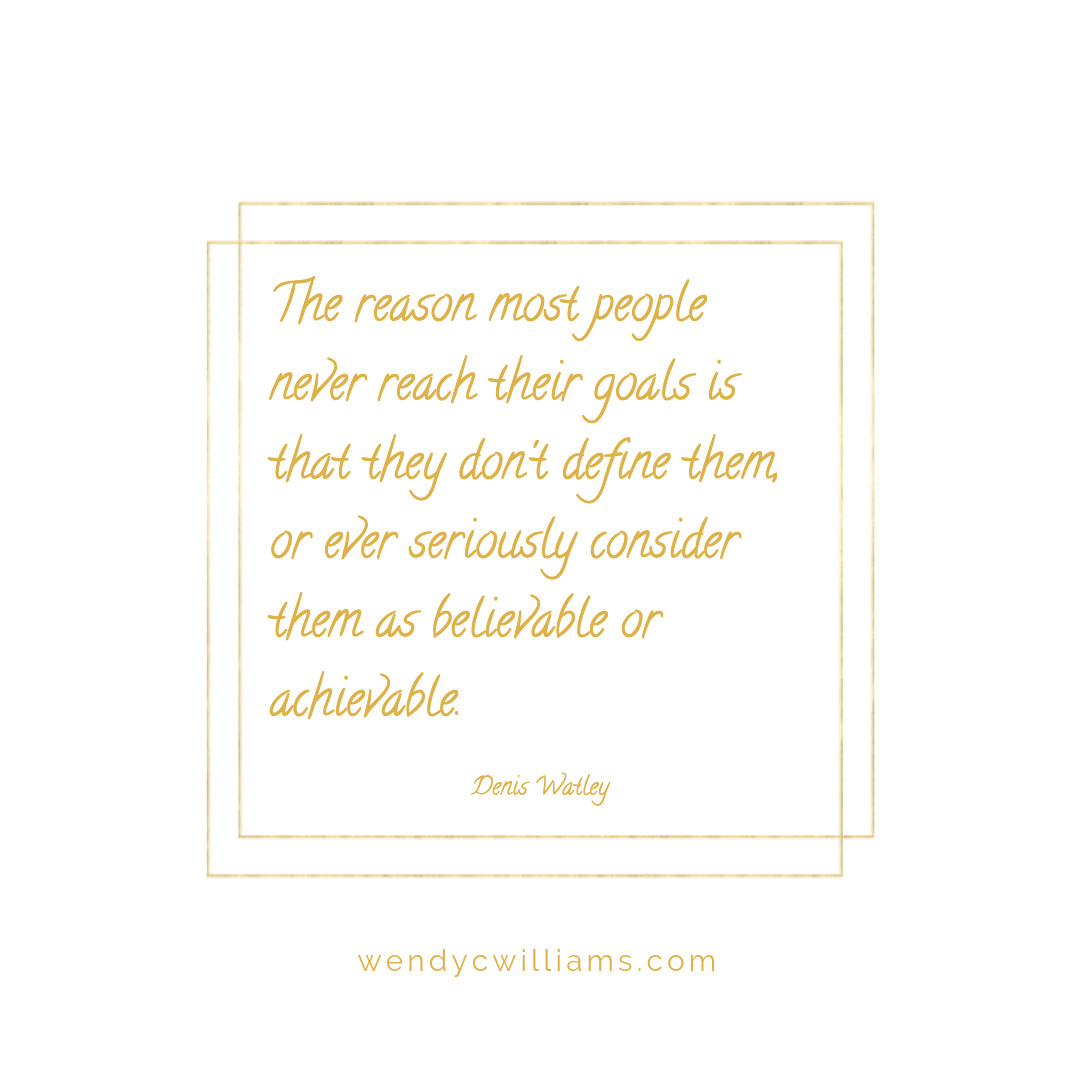 The reason most people
never reach their goals is
that they don't define them,
or ever seriously consider
them as believable or
achievable.
Denis Watley
wendycwilliams.com